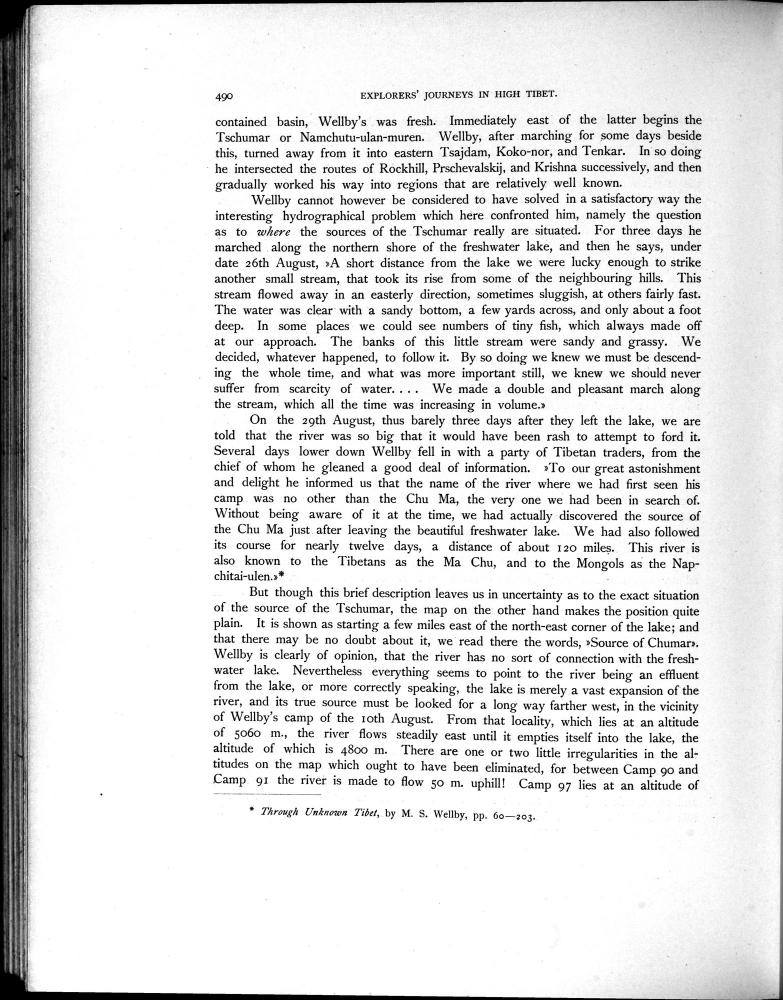 490 EXPLORERS' JOURNEYS IN HIGH TIBET.
contained basin, Wellby's was fresh. Immediately east of the latter begins the
Tschumar or Namchutu-ulan-muren. Wellby, after marching for some days beside
this, turned away from it into eastern Tsajdam, Koko-nor, and Tenkar. In so doing
he intersected the routes of Rockhill, Prschevalskij, and Krishna successively, and then
gradually worked his way into regions that are relatively well known.
Wellby cannot however be considered to have solved in a satisfactory way the
interesting hydrographical problem which here confronted him, namely the question
as to where the sources of the Tschumar really are situated. For three days he
marched along the northern shore of the freshwater lake, and then he says, under
date 26th August, »A short distance from the lake we were lucky enough to strike
another small stream, that took its rise from some of the neighbouring hills. This
stream flowed away in an easterly direction, sometimes sluggish, at others fairly fast.
The water was clear with a sandy bottom, a few yards across, and only about a foot
deep. In some places we could see numbers of tiny fish, which always made off
at our approach. The banks of this little stream were sandy and grassy. We
decided, whatever happened, to follow it. By so doing we knew we must be descend-
ing the whole time, and what was more important still, we knew we should never
suffer from scarcity of water. . . . We made a double and pleasant march along
the stream, which all the time was increasing in volume.»
On the 29th August, thus barely three days after they left the lake, we are
told that the river was so big that it would have been rash to attempt to ford it.
Several days lower down Wellby fell in with a party of Tibetan traders, from the
chief of whom he gleaned a good deal of information. »To our great astonishment
and delight he informed us that the name of the river where we had first seen his
camp was no other than the Chu Ma, the very one we had been in search of.
Without being aware of it at the time, we had actually discovered the source of
the Chu Ma just after leaving the beautiful freshwater lake. We had also followed
its course for nearly twelve days, a distance of about 120 miles. This river is
also known to the Tibetans as the Ma Chu, and to the Mongols as the Nap-
chitai-ulen.»*
But though this brief description leaves us in uncertainty as to the exact situation
of the source of the Tschumar, the map on the other hand makes the position quite
plain. It is shown as starting a few miles east of the north-east corner of the lake; and
that there may be no doubt about it, we read there the words, »Source of Chumar».
Wellby is clearly of opinion, that the river has no sort of connection with the fresh-
water lake. Nevertheless everything seems to point to the river being an effluent
from the lake, or more correctly speaking, the lake is merely a vast expansion of the
river, and its true source must be looked for a long way farther west, in the vicinity
of Wellby's camp of the 10th August. From that locality, which lies at an altitude
of 5060 m., the river flows steadily east until it empties itself into the lake, the
altitude of which is 4800 m. There are one or two little irregularities in the al-
titudes on the map which ought to have been eliminated, for between Camp 90 and
Camp 91 the river is made to flow 50 m. uphill! Camp 97 lies at an altitude of
* Through Unknown Tibet, by M. S. Wellby, pp. 60—203.